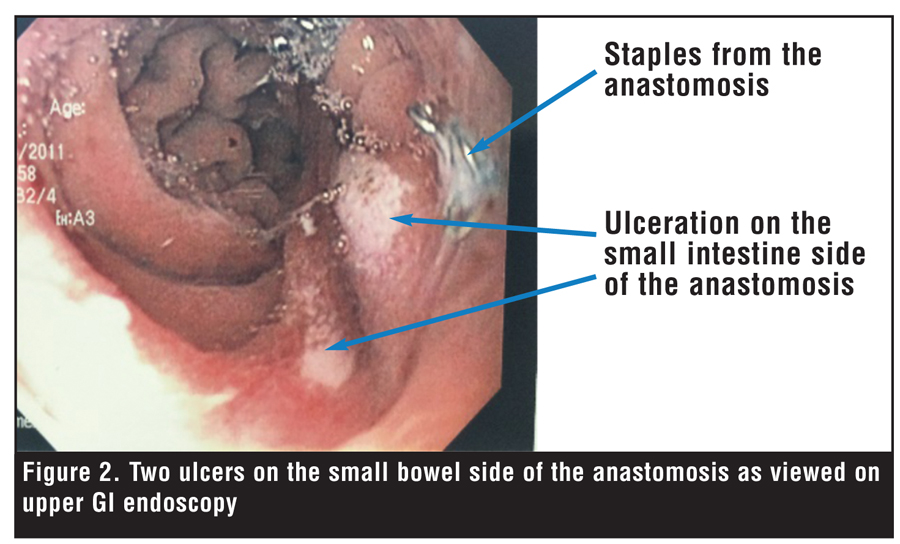 Age:
/2011
58
32/4
EH:A3
Staples from the
anastomosis
Ulceration on the
small intestine side
of the anastomosis
Figure 2. Two ulcers on the small bowel side of the anastomosis as viewed on
upper GI endoscopy